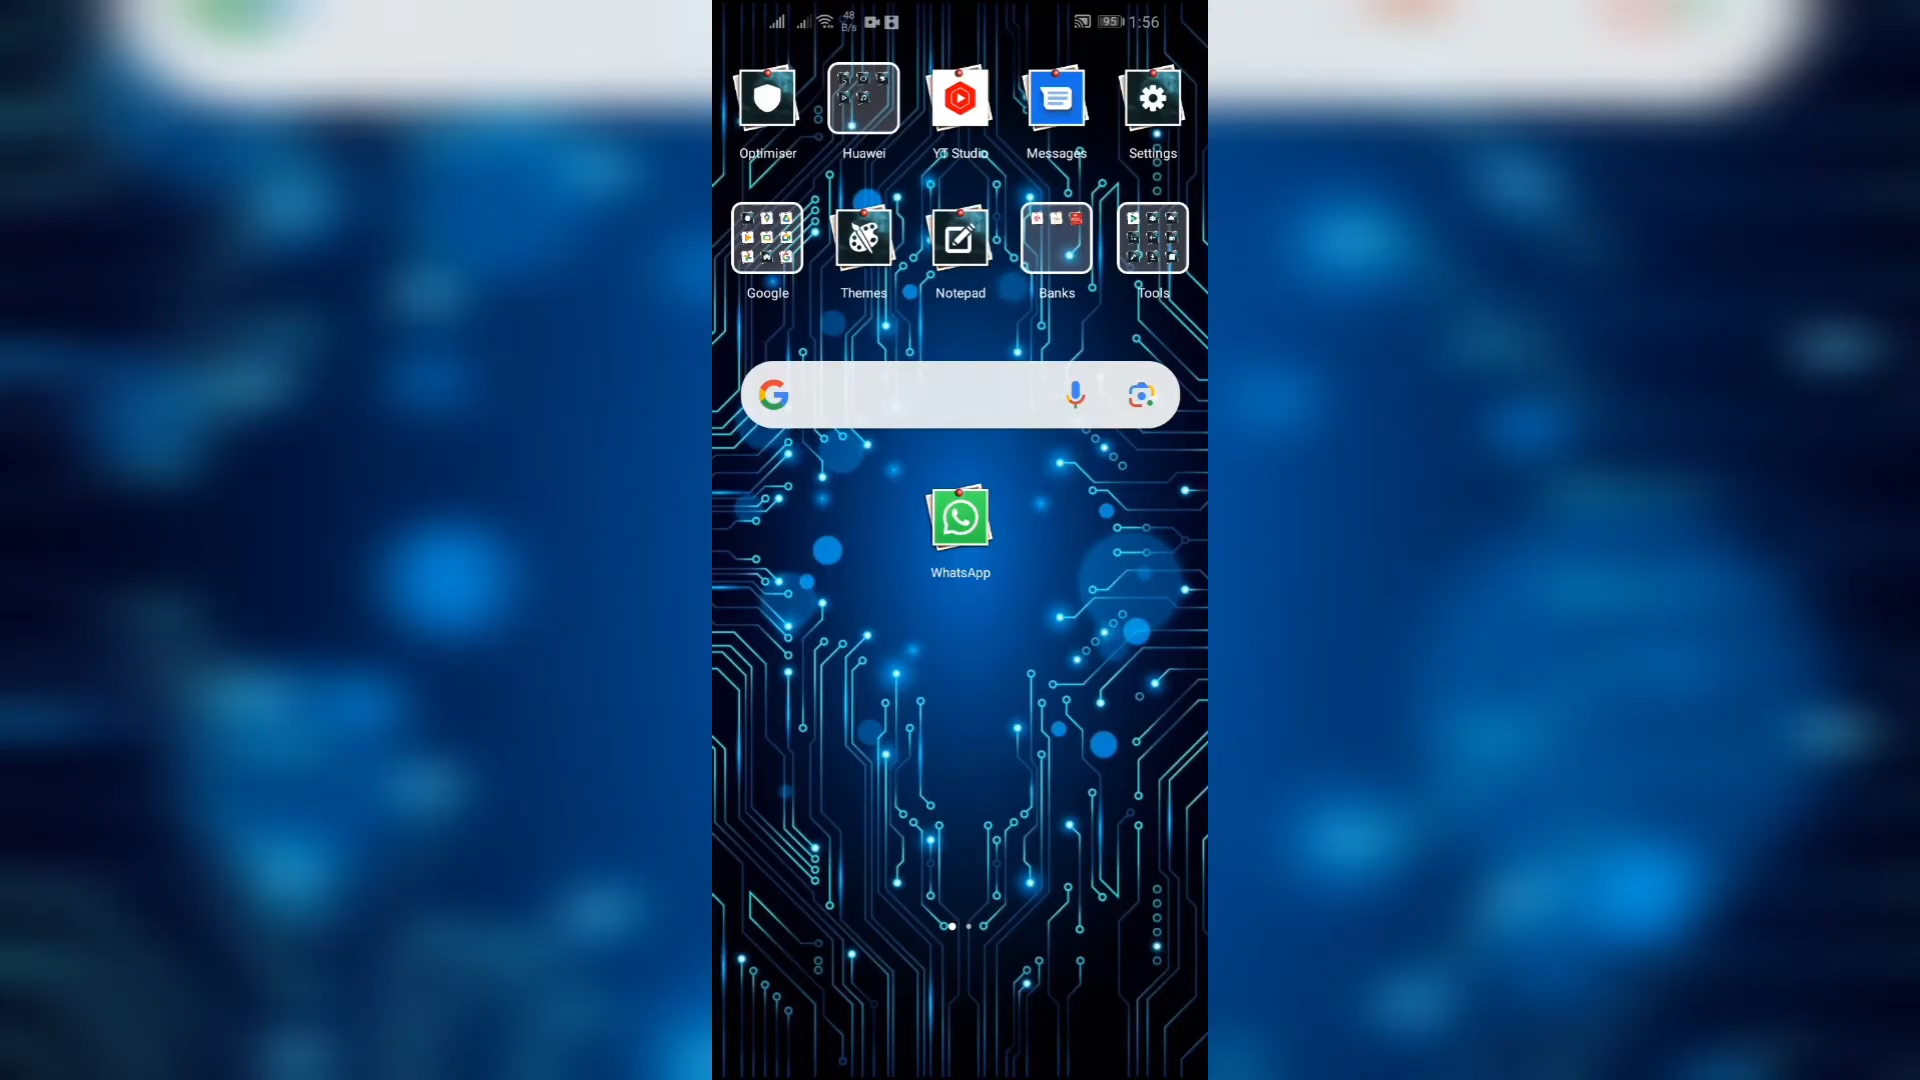 48
B/s
95
1:56
Optimiser
Huawei
YT Studio
Messages
Settings
Google
Themes
Notepad
Banks
Tools
WhatsApp